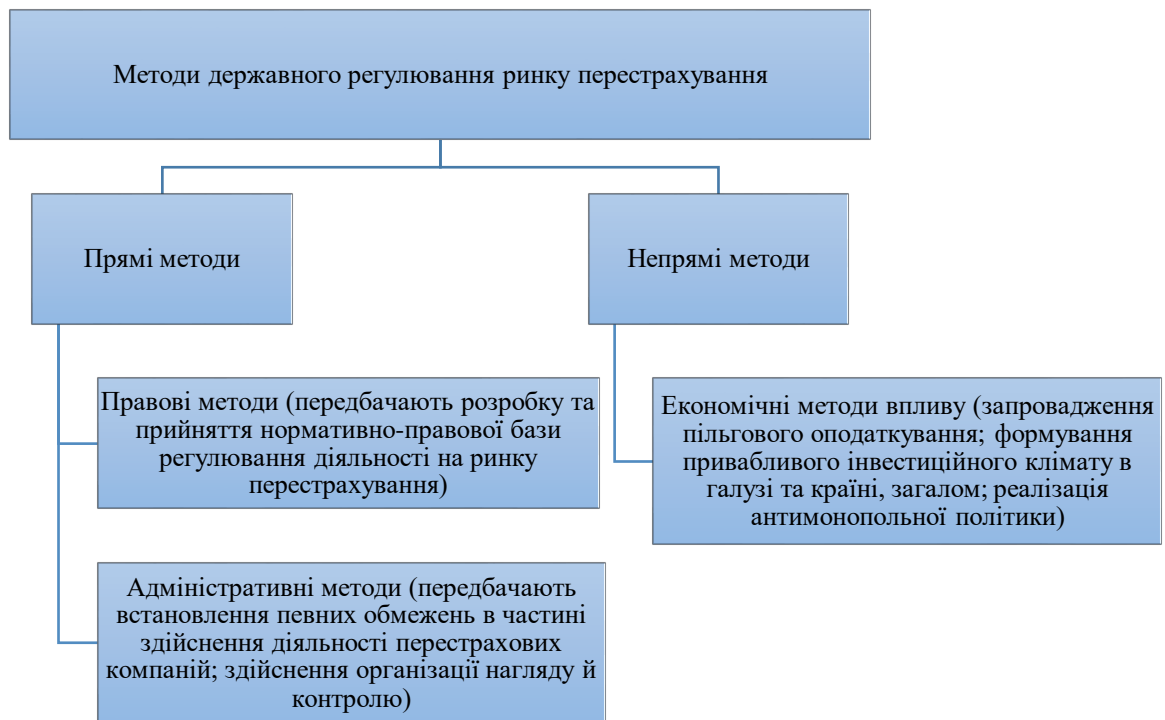 Методи державного регулювання ринку перестрахування
Прямі методи
Непрямі методи
Правові методи (передбачають розробку та
прийняття нормативно-правової бази
регулювання діяльності на ринку
перестрахування)
Адміністративні методи (передбачають
встановлення певних обмежень в частині
здійснення діяльності перестрахових
компаній; здійснення організації нагляду й
контролю)
Економічні методи впливу (запровадження
пільгового оподаткування; формування
привабливого інвестиційного клімату в
галузі та країні, загалом; реалізація
антимонопольної політики)